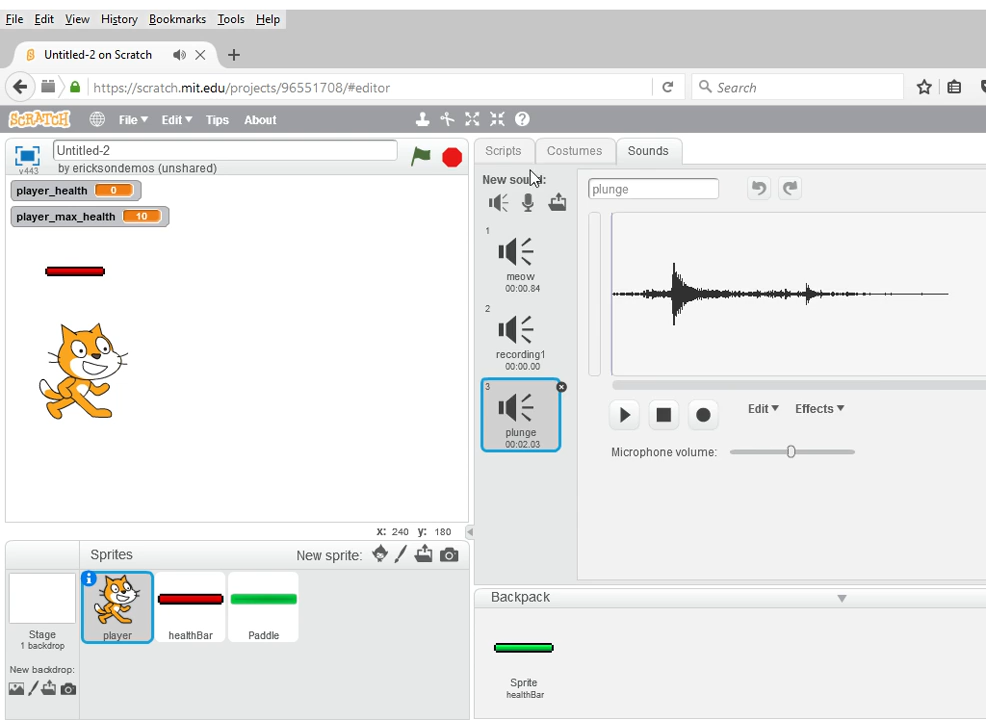 File Edit View History Bookmarks Tools Help
Untitled-2 on Scratch
https://scratch.mit.edu/projects/96551708/#editor
Search
SCRATCH File Edit Tips About
v443
Untitled-2
by ericksondemos (unshared)
Scripts Costumes Sounds
player_health 0
player_max_health 10
New sound:
plunge
1
meow
00:00.84
2
recording1
00:00.00
3
plunge
00:02.03
Edit Effects
Microphone volume:
x: 240 y: 180
Sprites New sprite:
Stage
1 backdrop
New backdrop:
player
healthBar
Paddle
Backpack
Sprite
healthBar